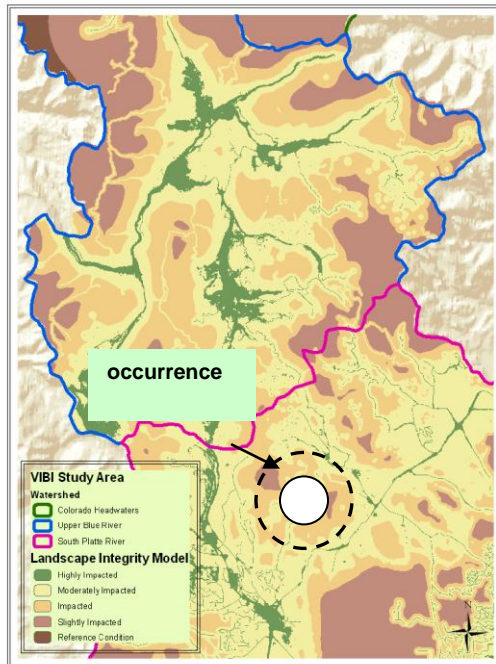 occurrence
VIBI Study Area
Watershed
Colorado Headwaters
Upper Blue River
South Platte River
Landscape Integrity Model
Highly Impacted
Moderately Impacted
Impacted
Slightly Impacted
Reference Condition
N